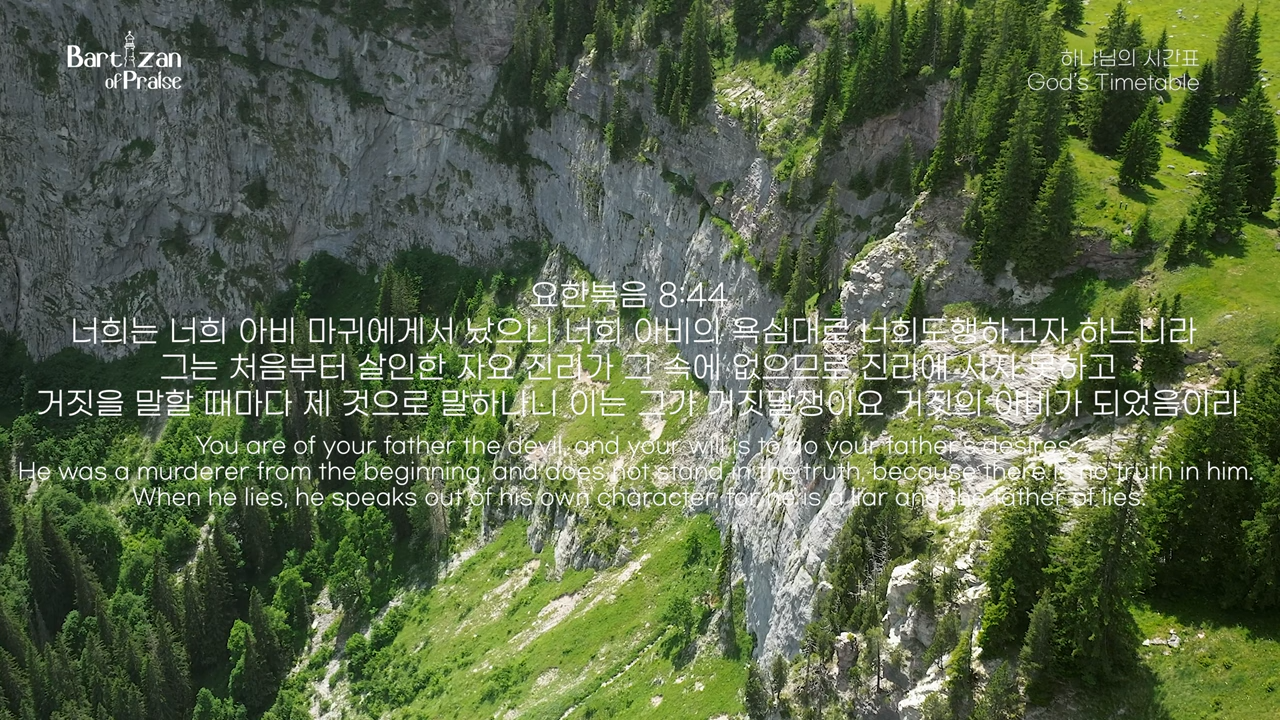 Bartizan
of Praise
하나님의 시간표
God's Timetable
요한복음 8:44
너희는 너희 아비 마귀에게서 났으니 너희 아비의 욕심대로 너희도행하고자 하느니라
그는 처음부터 살인한 자요 진리가 그 속에 없으므로 진리에 서지 못하고
거짓을 말할 때마다 제 것으로 말하나니 이는 그가 거짓말쟁이요 거짓의 아비가 되었음이라
You are of your father the devil, and your will is to do your father's desires.
He was a murderer from the beginning, and does not stand in the truth, because there is no truth in him.
When he lies, he speaks out of his own character, for he is a liar and the father of lies.